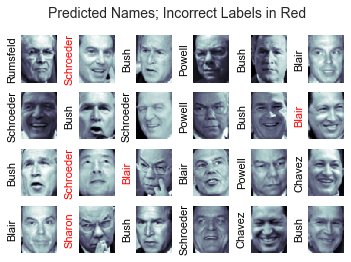 Predicted Names; Incorrect Labels in Red
Rumsfeld Schroeder Bush Powell Bush Blair
Schroeder Bush Schroeder Powell Bush Blair
Bush Schroeder Blair Blair Powell Chavez
Blair Sharon Bush Schroeder Chavez Bush